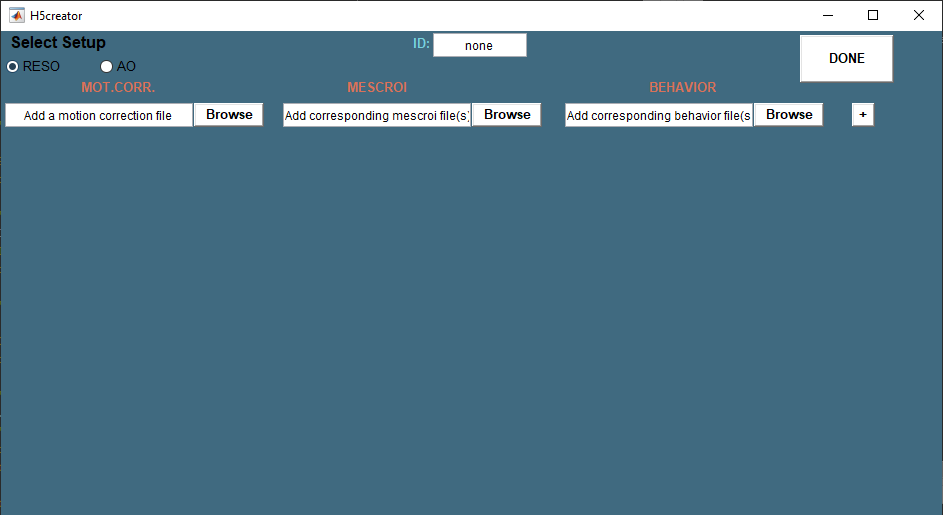 H5creator
Select Setup
ID: none
DONE
RESO AO
MOT.CORR. MESCROI BEHAVIOR
Add a motion correction file Browse Add corresponding mescroi file(s) Browse Add corresponding behavior file(s Browse +